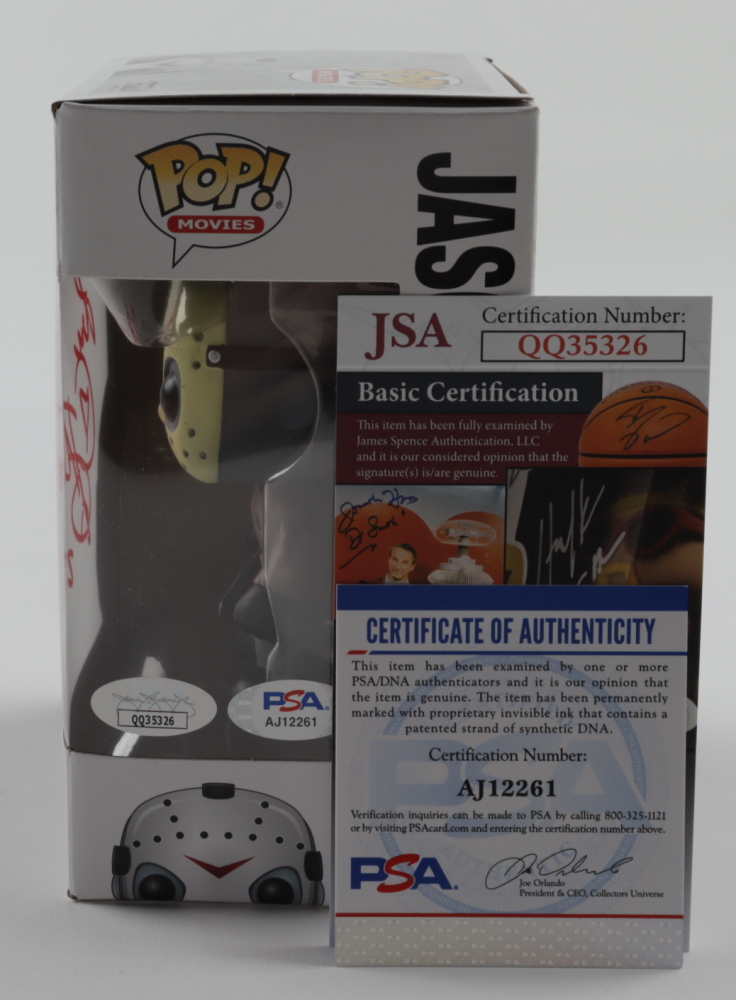 POP!
MOVIES
JAS
JSA
Certification Number:
QQ35326
Basic Certification
This item has been fully examined by
James Spence Authentication, LLC
and it is our considered opinion that the
signature(s) is/are genuine.
QQ35326
PSA.
AJ12261
CERTIFICATE OF AUTHENTICITY
This item has been examined by one or more
PSA/DNA authenticators and it is our opinion that
the item is genuine. The item has been permanently
marked with proprietary invisible ink that contains a
patented strand of synthetic DNA.
Certification Number:
AJ12261
Verification inquiries can be made to PSA by calling 800-325-1121
or by visiting PSAcard.com and entering the certification number above.
PSA.
Joe Orlando
President & CEO, Collectors Universe